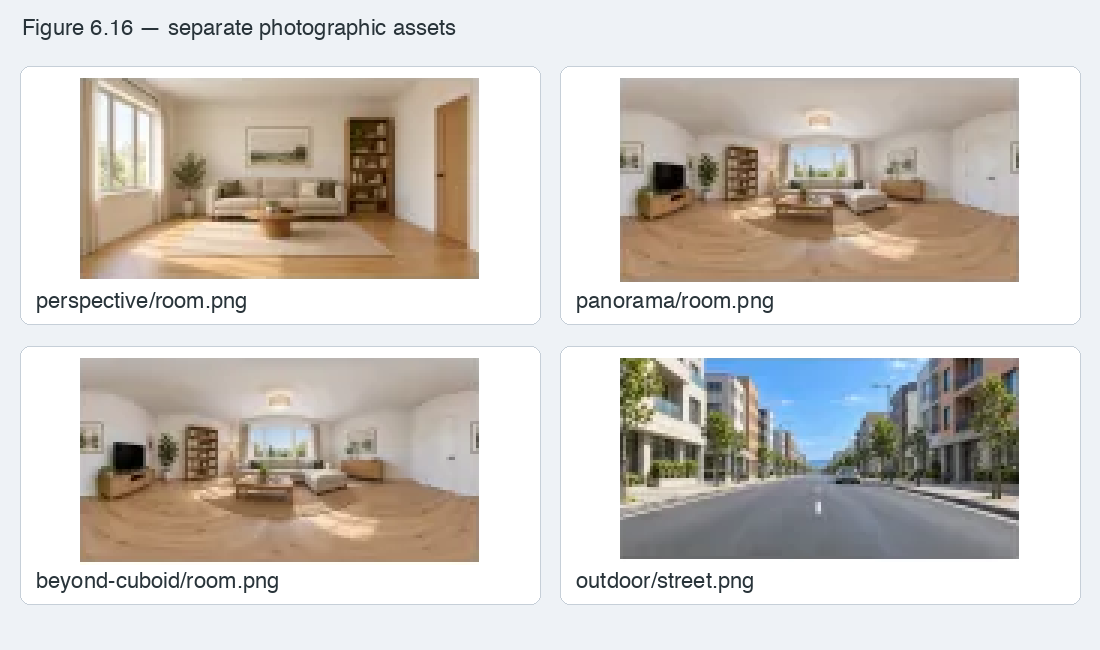 Figure 6.16 — separate photographic assets
perspective/room.png
panorama/room.png
beyond-cuboid/room.png
outdoor/street.png